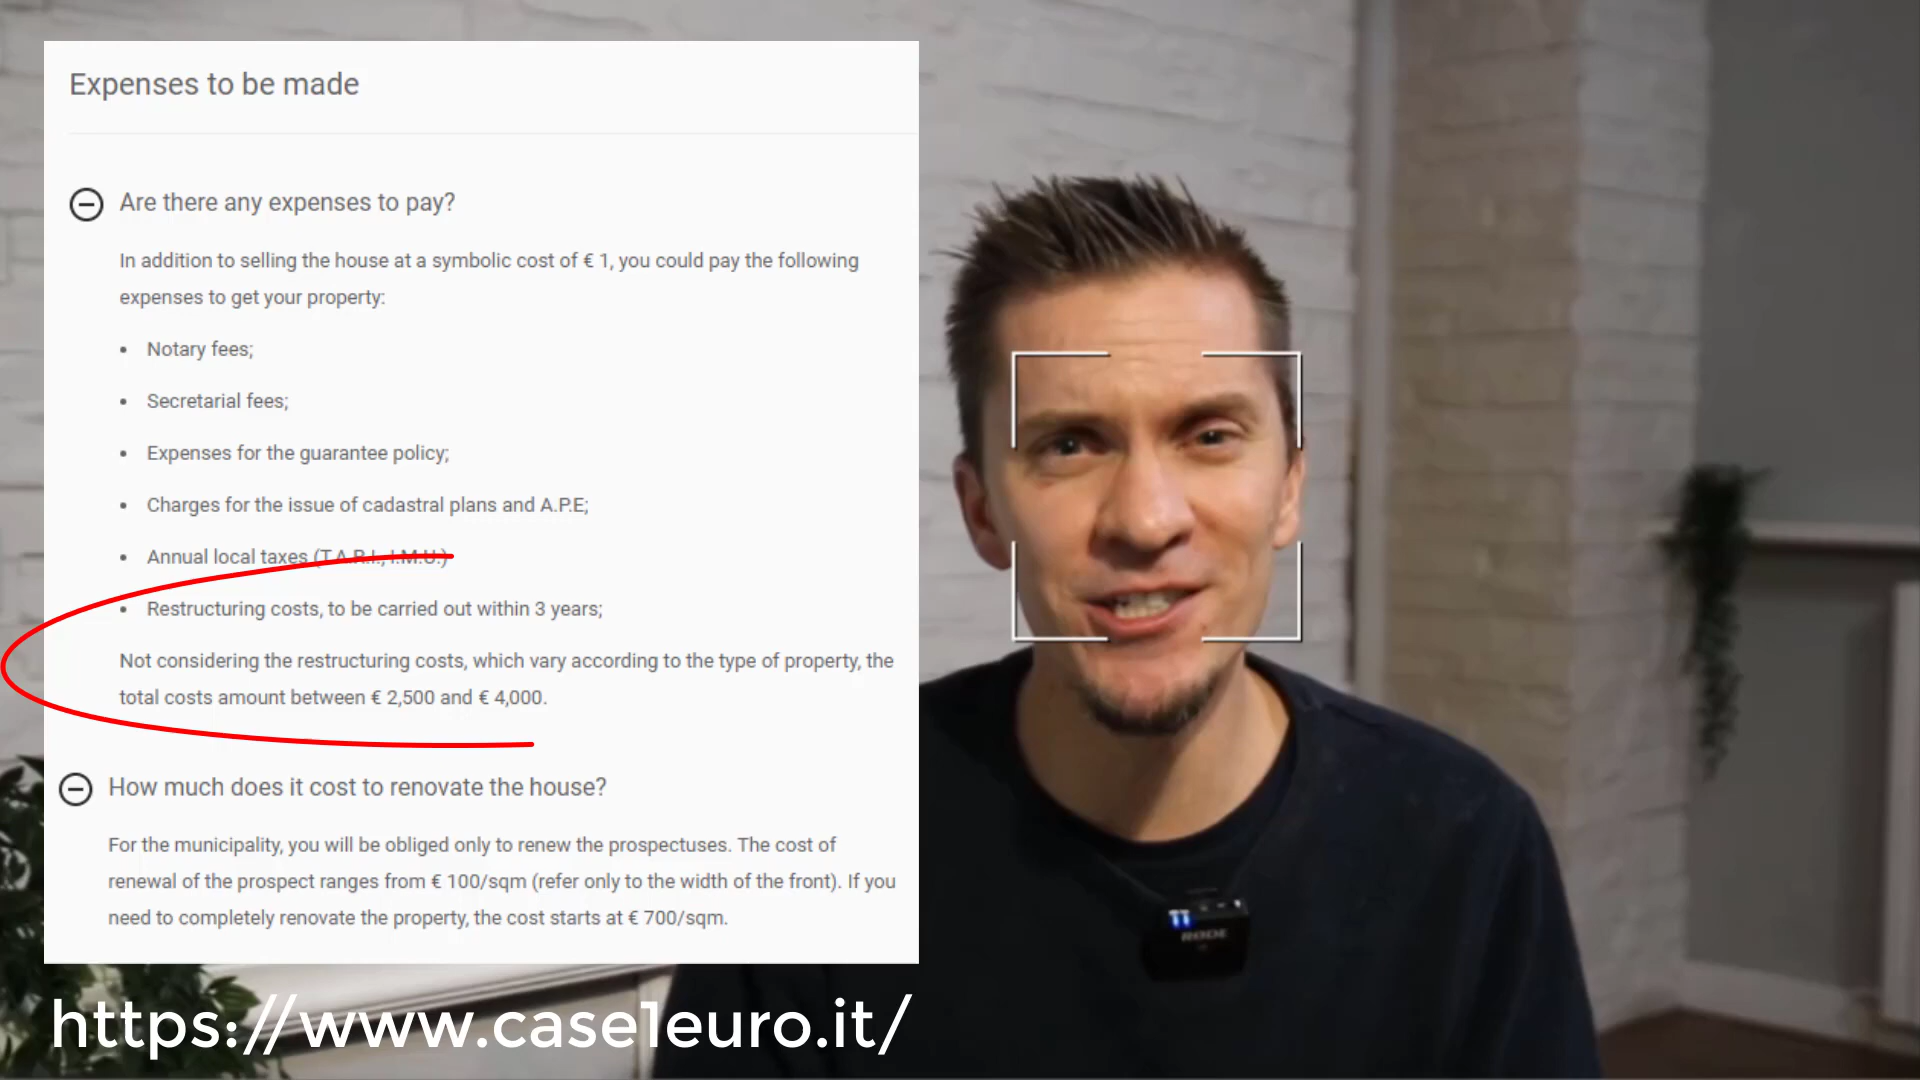 Expenses to be made
Are there any expenses to pay?
In addition to selling the house at a symbolic cost of € 1, you could pay the following
expenses to get your property:
• Notary fees;
• Secretarial fees;
• Expenses for the guarantee policy;
• Charges for the issue of cadastral plans and A.P.E;
• Annual local taxes (T.A.R.I., I.M.U.)
• Restructuring costs, to be carried out within 3 years;
Not considering the restructuring costs, which vary according to the type of property, the
total costs amount between € 2,500 and € 4,000.
How much does it cost to renovate the house?
For the municipality, you will be obliged only to renew the prospectuses. The cost of
renewal of the prospect ranges from € 100/sqm (refer only to the width of the front). If you
need to completely renovate the property, the cost starts at € 700/sqm.
RØDE
https://www.case1euro.it/